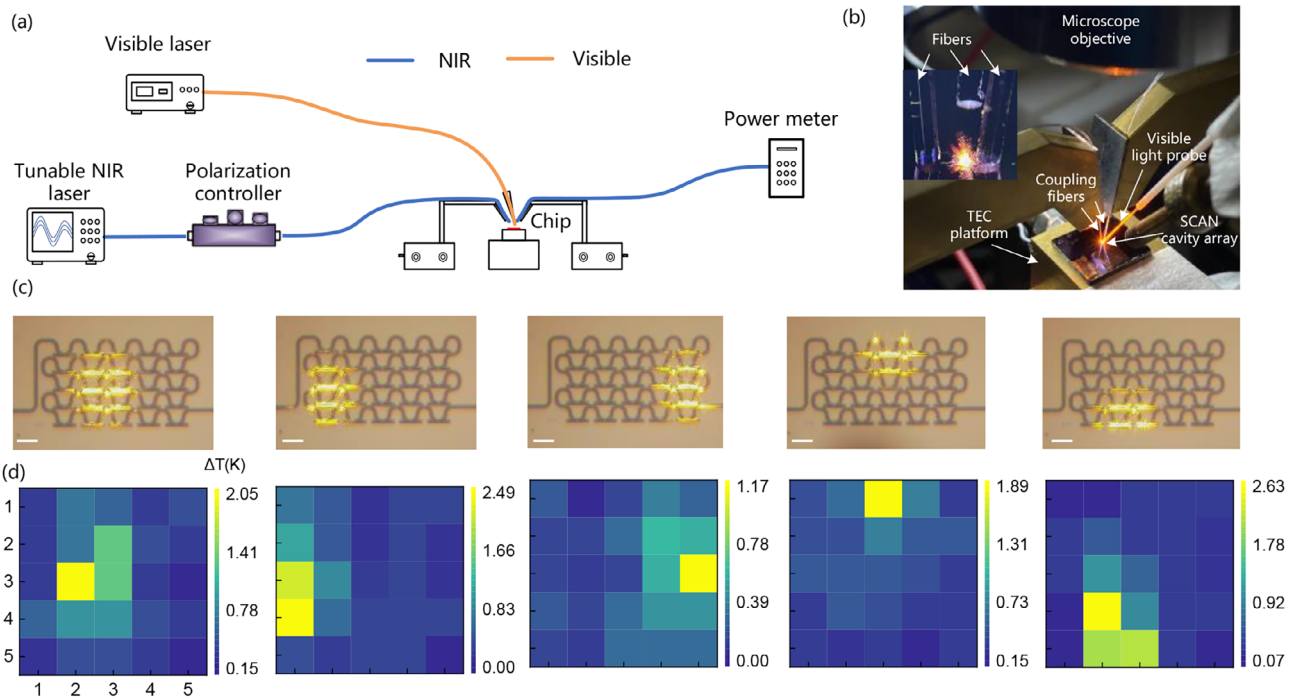 (a)
Visible laser
NIR
Visible
Power meter
Tunable NIR
laser
Polarization
controller
Chip
(b)
Microscope
objective
Fibers
Visible
light probe
Coupling
fibers
TEC
platform
SCAN
cavity array
(c)
(d)
ΔT(K)
1
2
3
4
5
1 2 3 4 5
2.05
1.41
0.78
0.15
2.49
1.66
0.83
0.00
1.17
0.78
0.39
0.00
1.89
1.31
0.73
0.15
2.63
1.78
0.92
0.07